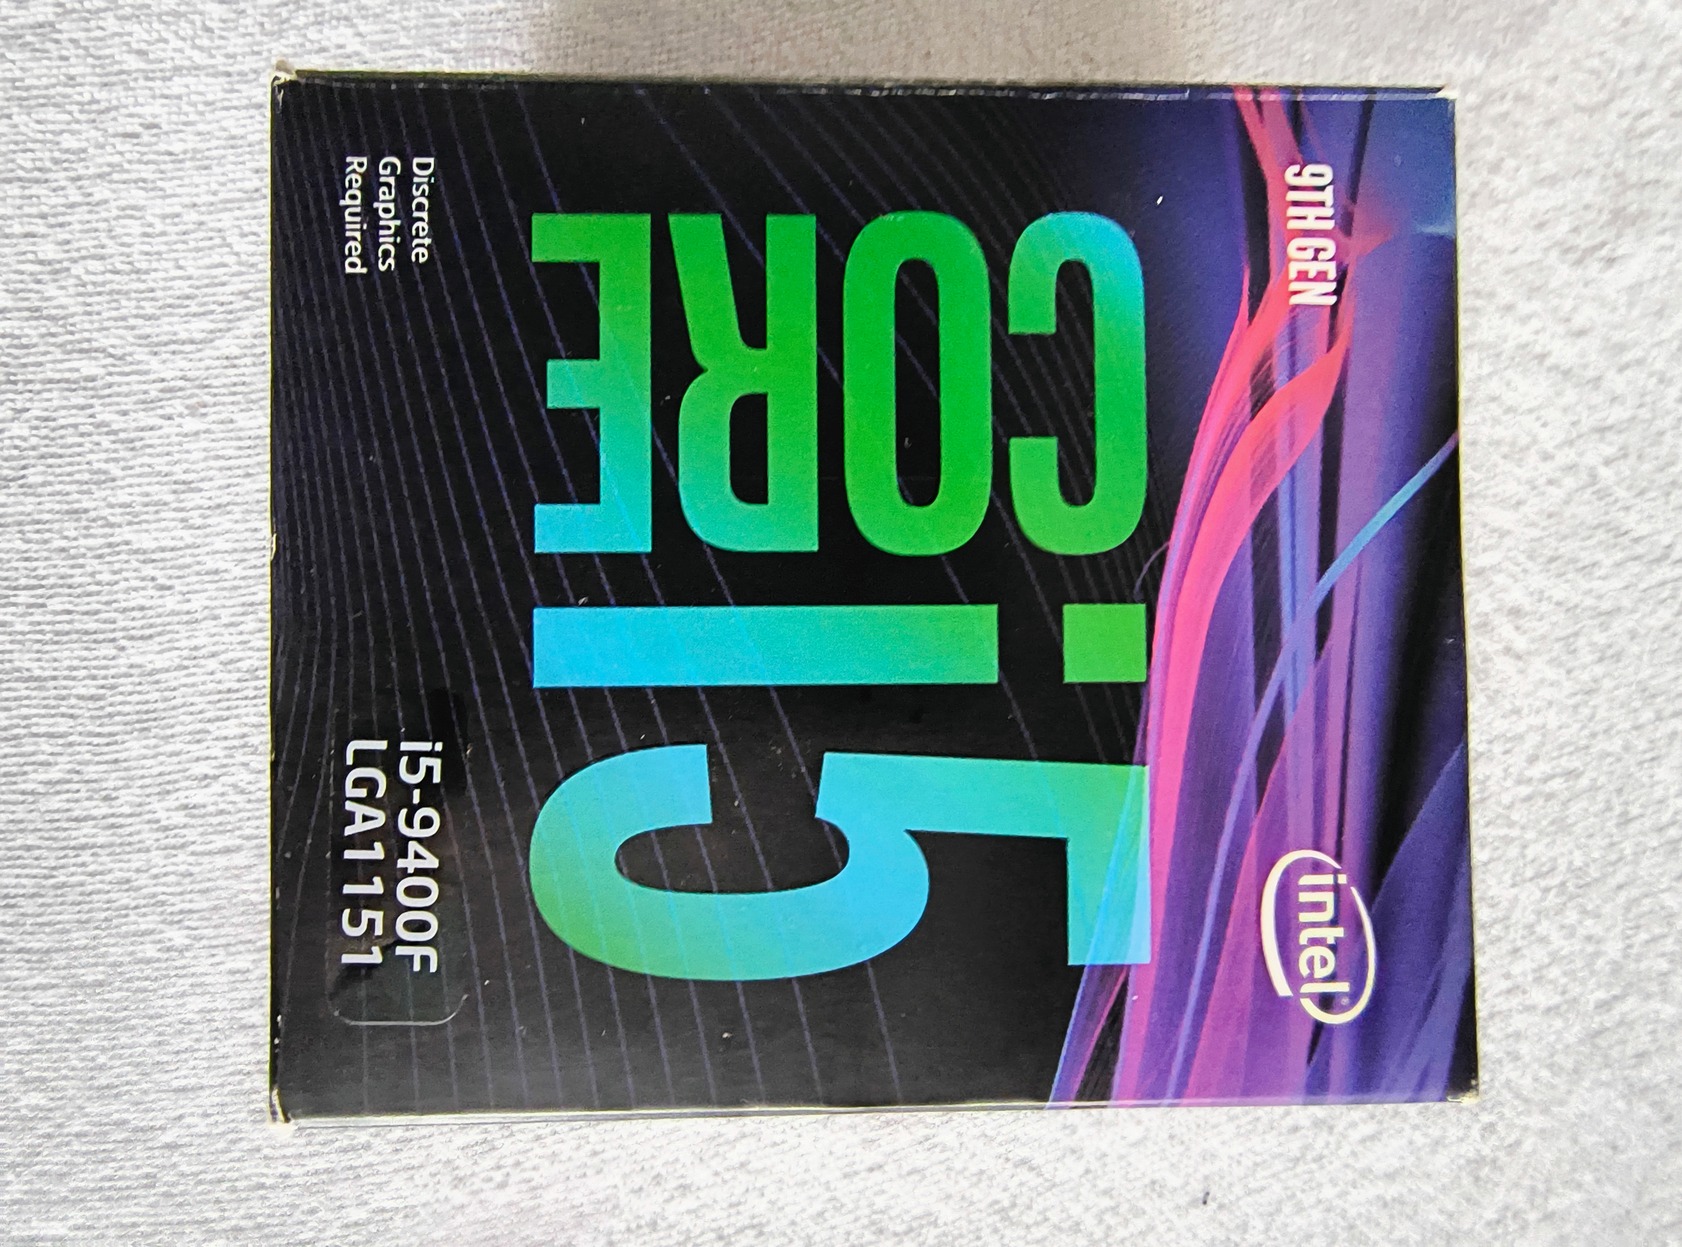 9TH GEN
intel
CORE
i5
Discrete
Graphics
Required
i5-9400F
LGA1151